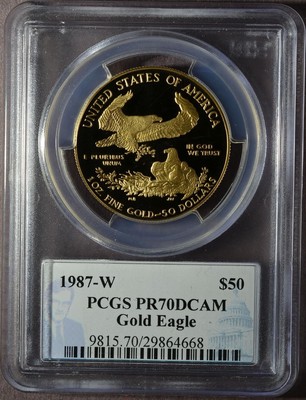 UNITED STATES OF AMERICA
E PLURIBUS
UNUM
IN GOD
WE TRUST
1 OZ. FINE GOLD~50 DOLLARS
1987-W $50
PCGS PR70DCAM
Gold Eagle
9815.70/29864668